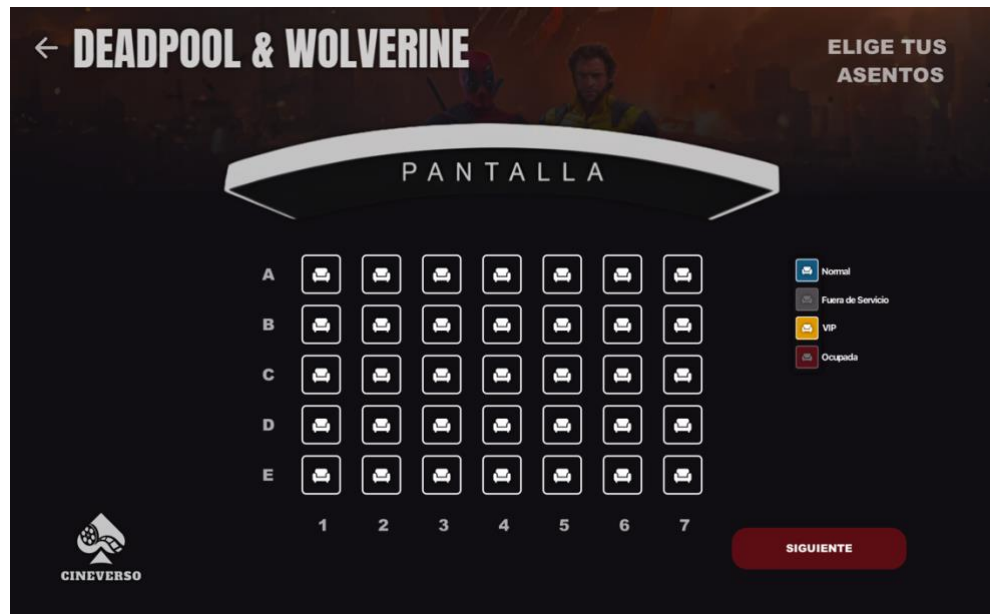 ← DEADPOOL & WOLVERINE
ELIGE TUS
ASENTOS
PANTALLA
A
B
C
D
E
1 2 3 4 5 6 7
Normal
Fuera de Servicio
VIP
Ocupada
CINEVERSO
SIGUIENTE